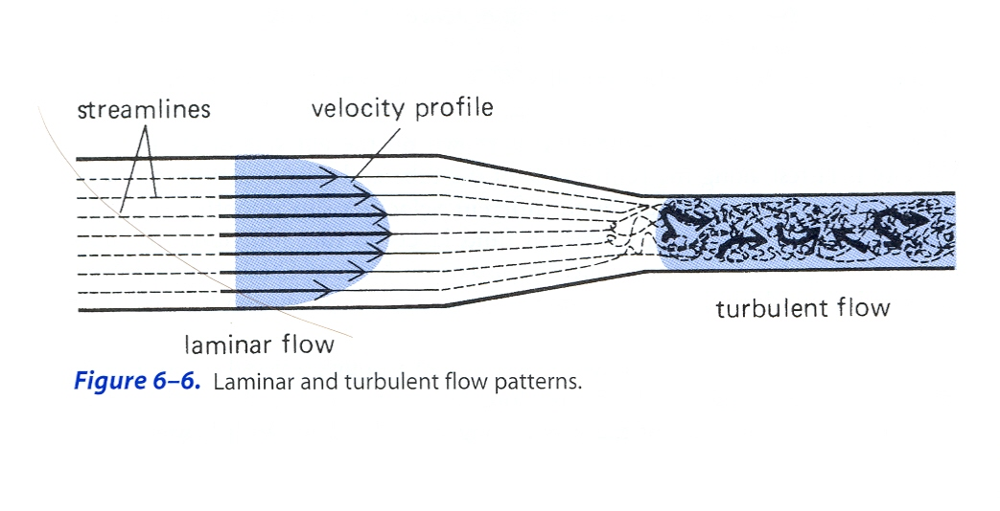 streamlines
velocity profile
turbulent flow
laminar flow
Figure 6–6. Laminar and turbulent flow patterns.